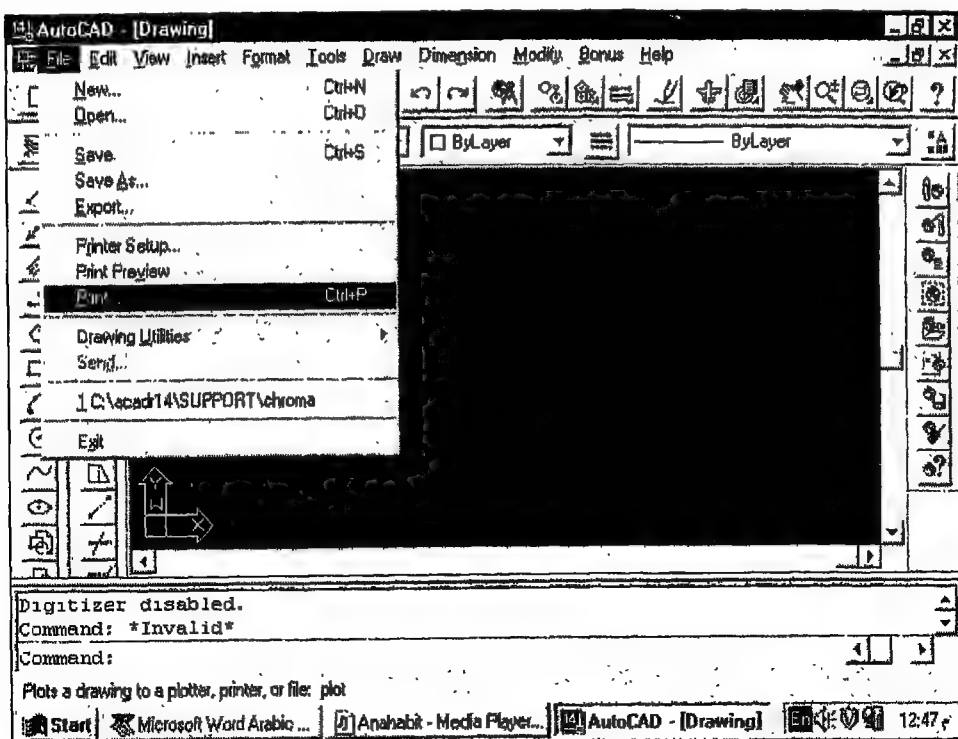 AutoCAD - [Drawing]
File Edit View Insert Format Tools Draw Dimension Modify Bonus Help
New... Ctrl+N
Open... Ctrl+O
ByLayer ByLayer
Save Ctrl+S
Save As...
Export...
Printer Setup...
Print Preview
Print Ctrl+P
Drawing Utilities
Send...
1 C:\acadr14\SUPPORT\chroma
Exit
Y
W
X
Digitizer disabled.
Command: *Invalid*
Command:
Plots a drawing to a plotter, printer, or file: plot
Start Microsoft Word Arabic ... Anahabit - Media Player... AutoCAD - [Drawing] En 12:47 م